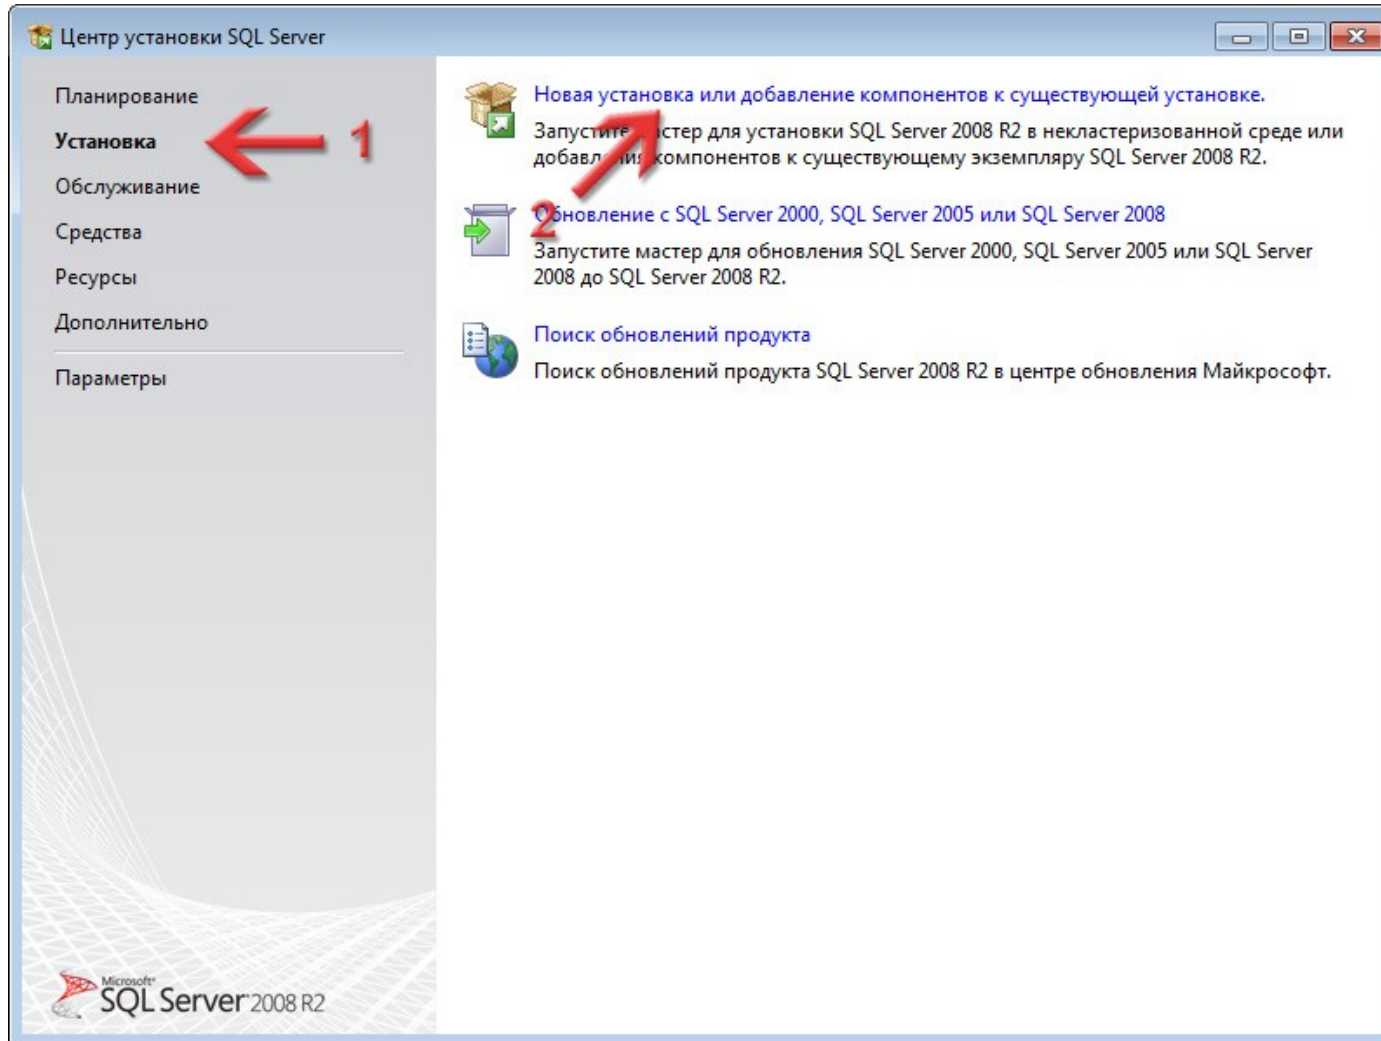 Центр установки SQL Server
Планирование
Установка
1
Обслуживание
Средства
Ресурсы
Дополнительно
Параметры
Новая установка или добавление компонентов к существующей установке.
Запустите мастер для установки SQL Server 2008 R2 в некластеризованной среде или
добавления компонентов к существующему экземпляру SQL Server 2008 R2.
2
Обновление с SQL Server 2000, SQL Server 2005 или SQL Server 2008
Запустите мастер для обновления SQL Server 2000, SQL Server 2005 или SQL Server
2008 до SQL Server 2008 R2.
Поиск обновлений продукта
Поиск обновлений продукта SQL Server 2008 R2 в центре обновления Майкрософт.
Microsoft
SQL Server 2008 R2